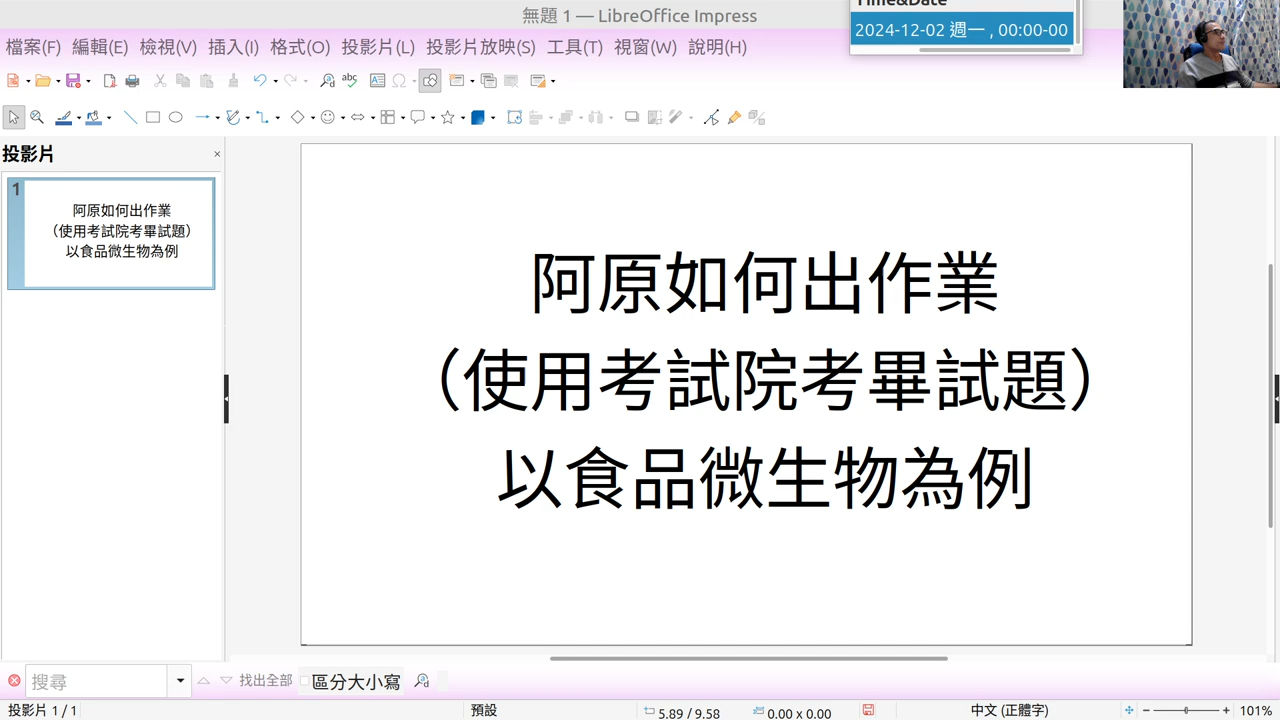 無題 1 — LibreOffice Impress
Time&Date
2024-12-02 週一 , 00:00-00
檔案(F) 編輯(E) 檢視(V) 插入(I) 格式(O) 投影片(L) 投影片放映(S) 工具(T) 視窗(W) 說明(H)
投影片
1
阿原如何出作業
（使用考試院考畢試題）
以食品微生物為例
阿原如何出作業
（使用考試院考畢試題）
以食品微生物為例
搜尋
找出全部
區分大小寫
投影片 1 / 1
預設
5.89 / 9.58
0.00 x 0.00
中文 (正體字)
101%